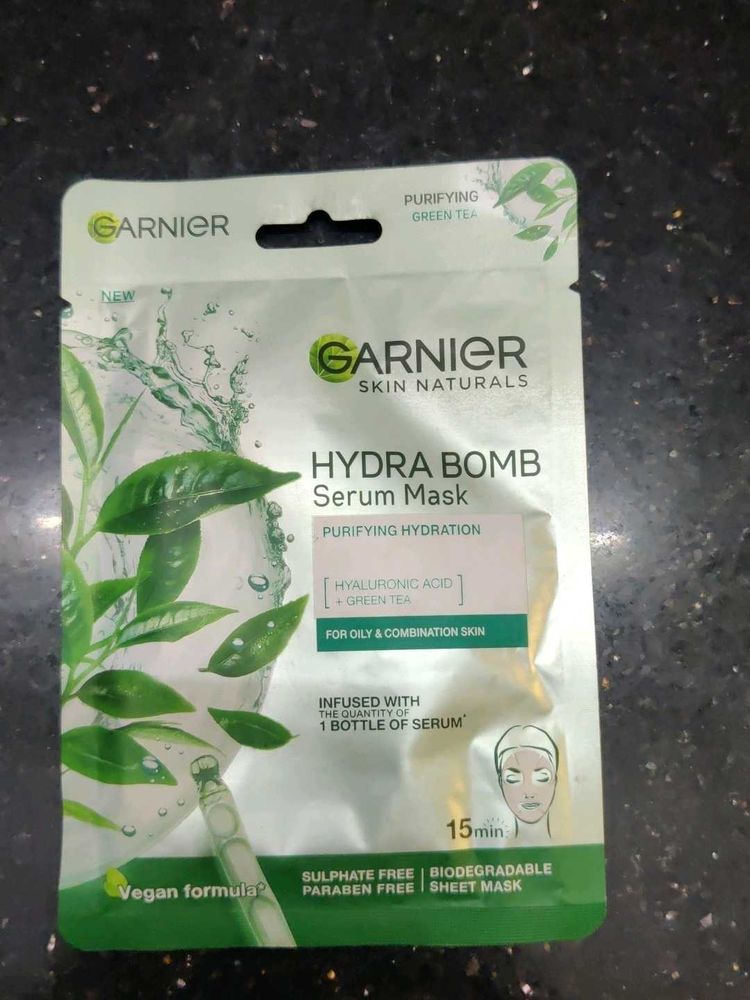 GARNIER
PURIFYING
GREEN TEA
NEW
GARNIER
SKIN NATURALS
HYDRA BOMB
Serum Mask
PURIFYING HYDRATION
[ HYALURONIC ACID
+ GREEN TEA ]
FOR OILY & COMBINATION SKIN
INFUSED WITH
THE QUANTITY OF
1 BOTTLE OF SERUM*
15min
Vegan formula*
SULPHATE FREE
PARABEN FREE
BIODEGRADABLE
SHEET MASK